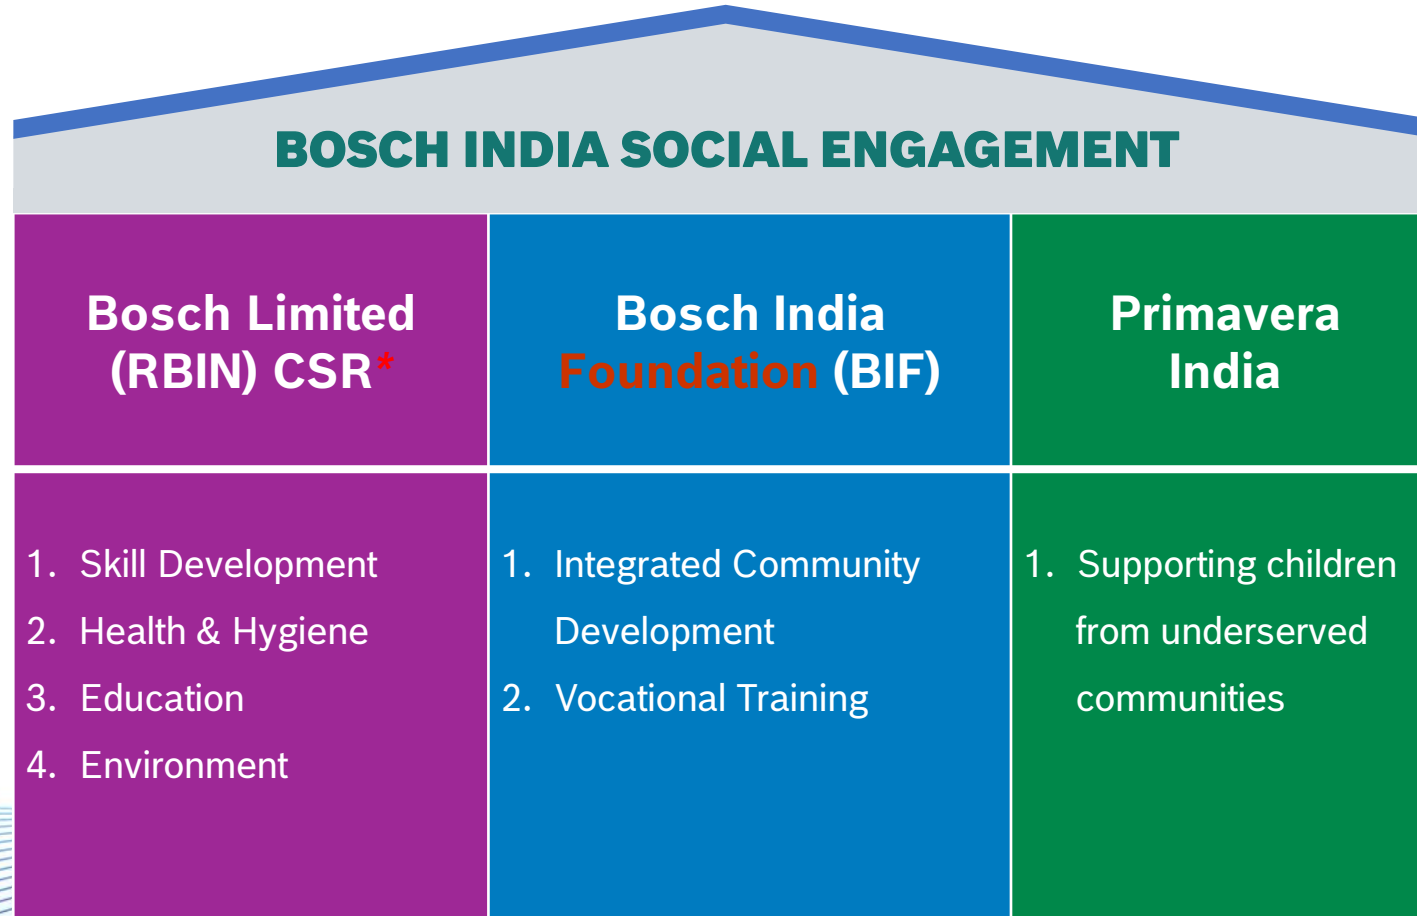 BOSCH INDIA SOCIAL ENGAGEMENT
Bosch Limited
(RBIN) CSR*
Bosch India
Foundation (BIF)
Primavera
India
1. Skill Development
2. Health & Hygiene
3. Education
4. Environment
1. Integrated Community
Development
2. Vocational Training
1. Supporting children
from underserved
communities